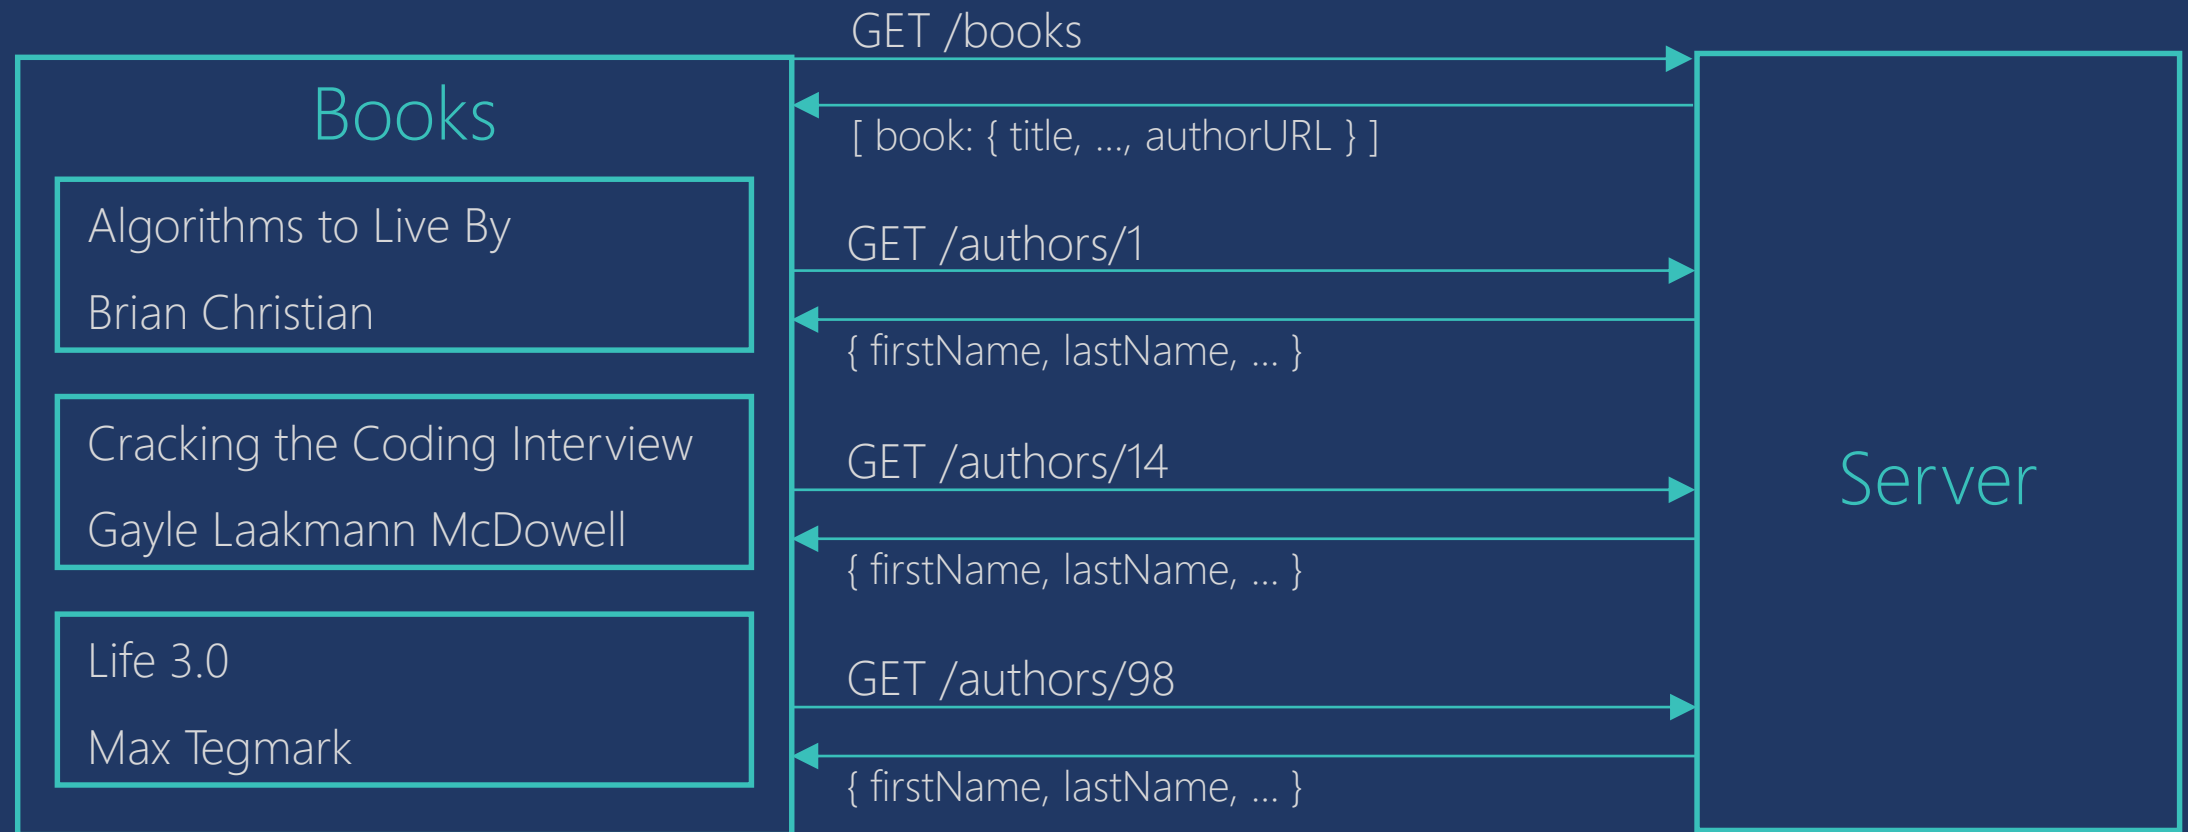 Books
Algorithms to Live By
Brian Christian
Cracking the Coding Interview
Gayle Laakmann McDowell
Life 3.0
Max Tegmark
GET /books
[ book: { title, ..., authorURL } ]
GET /authors/1
{ firstName, lastName, ... }
GET /authors/14
{ firstName, lastName, ... }
GET /authors/98
{ firstName, lastName, ... }
Server